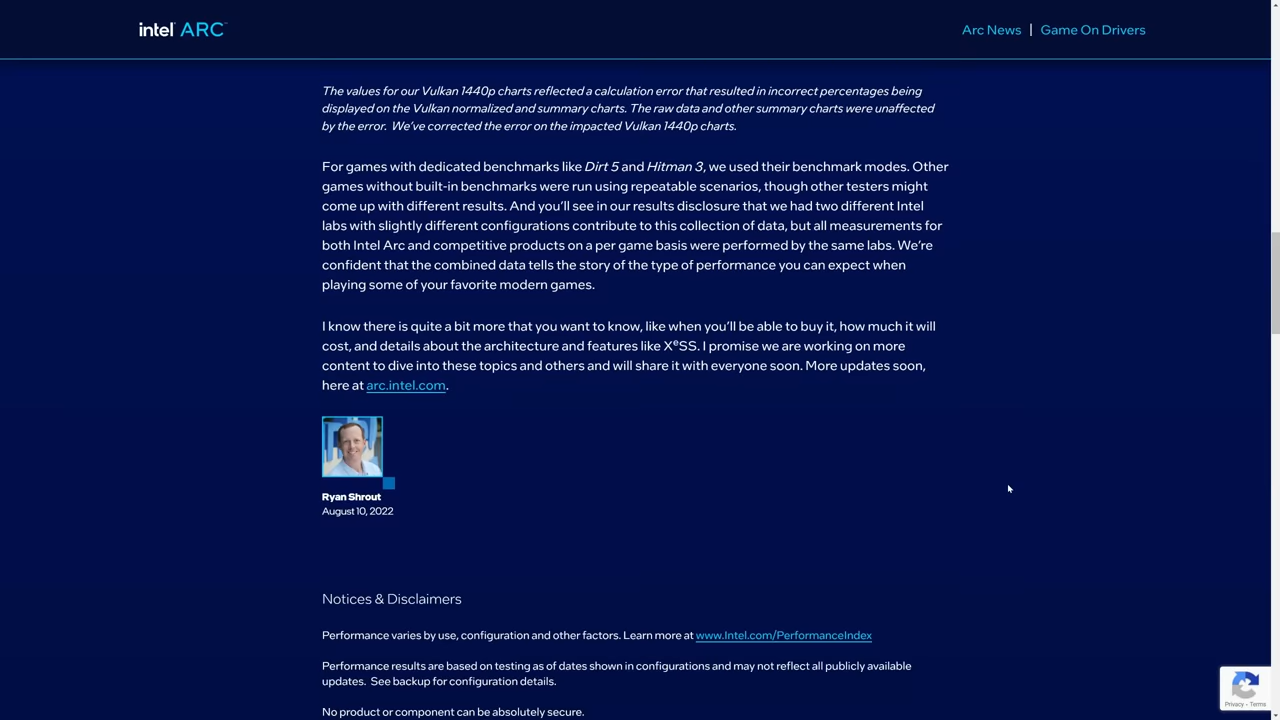 intel ARC™
Arc News | Game On Drivers
The values for our Vulkan 1440p charts reflected a calculation error that resulted in incorrect percentages being
displayed on the Vulkan normalized and summary charts. The raw data and other summary charts were unaffected
by the error.  We've corrected the error on the impacted Vulkan 1440p charts.
For games with dedicated benchmarks like Dirt 5 and Hitman 3, we used their benchmark modes. Other
games without built-in benchmarks were run using repeatable scenarios, though other testers might
come up with different results. And you'll see in our results disclosure that we had two different Intel
labs with slightly different configurations contribute to this collection of data, but all measurements for
both Intel Arc and competitive products on a per game basis were performed by the same labs. We're
confident that the combined data tells the story of the type of performance you can expect when
playing some of your favorite modern games.
I know there is quite a bit more that you want to know, like when you'll be able to buy it, how much it will
cost, and details about the architecture and features like XᵉSS. I promise we are working on more
content to dive into these topics and others and will share it with everyone soon. More updates soon,
here at arc.intel.com.
Ryan Shrout
August 10, 2022
Notices & Disclaimers
Performance varies by use, configuration and other factors. Learn more at www.Intel.com/PerformanceIndex
Performance results are based on testing as of dates shown in configurations and may not reflect all publicly available
updates.  See backup for configuration details.
No product or component can be absolutely secure.
Privacy - Terms